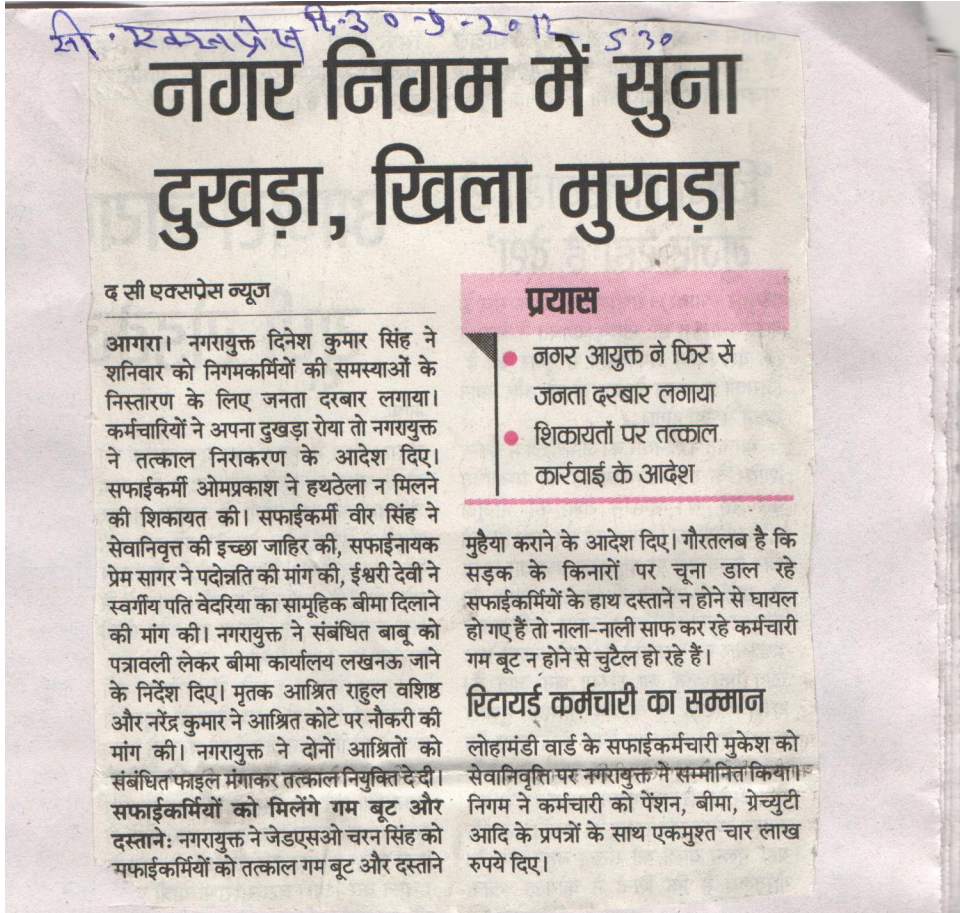 सी. एक्सप्रेस दि-30-9-2012 530
नगर निगम में सुना
दुखड़ा, खिला मुखड़ा
द सी एक्सप्रेस न्यूज
आगरा। नगरायुक्त दिनेश कुमार सिंह ने
शनिवार को निगमकर्मियों की समस्याओं के
निस्तारण के लिए जनता दरबार लगाया।
कर्मचारियों ने अपना दुखड़ा रोया तो नगरायुक्त
ने तत्काल निराकरण के आदेश दिए।
सफाईकर्मी ओमप्रकाश ने हथठेला न मिलने
की शिकायत की। सफाईकर्मी वीर सिंह ने
सेवानिवृत्त की इच्छा जाहिर की, सफाईनायक
प्रेम सागर ने पदोन्नति की मांग की, ईश्वरी देवी ने
स्वर्गीय पति वेदरिया का सामूहिक बीमा दिलाने
की मांग की। नगरायुक्त ने संबंधित बाबू को
पत्रावली लेकर बीमा कार्यालय लखनऊ जाने
के निर्देश दिए। मृतक आश्रित राहुल वशिष्ठ
और नरेंद्र कुमार ने आश्रित कोटे पर नौकरी की
मांग की। नगरायुक्त ने दोनों आश्रितों को
संबंधित फाइल मंगाकर तत्काल नियुक्ति दे दी।
सफाईकर्मियों को मिलेंगे गम बूट और
दस्ताने: नगरायुक्त ने जेडएसओ चरन सिंह को
सफाईकर्मियों को तत्काल गम बूट और दस्ताने
प्रयास
• नगर आयुक्त ने फिर से
जनता दरबार लगाया
• शिकायतों पर तत्काल
कार्रवाई के आदेश
मुहैया कराने के आदेश दिए। गौरतलब है कि
सड़क के किनारों पर चूना डाल रहे
सफाईकर्मियों के हाथ दस्ताने न होने से घायल
हो गए हैं तो नाला-नाली साफ कर रहे कर्मचारी
गम बूट न होने से चुटैल हो रहे हैं।
रिटायर्ड कर्मचारी का सम्मान
लोहामंडी वार्ड के सफाईकर्मचारी मुकेश को
सेवानिवृत्ति पर नगरायुक्त ने सम्मानित किया।
निगम ने कर्मचारी को पेंशन, बीमा, ग्रेच्युटी
आदि के प्रपत्रों के साथ एकमुश्त चार लाख
रुपये दिए।